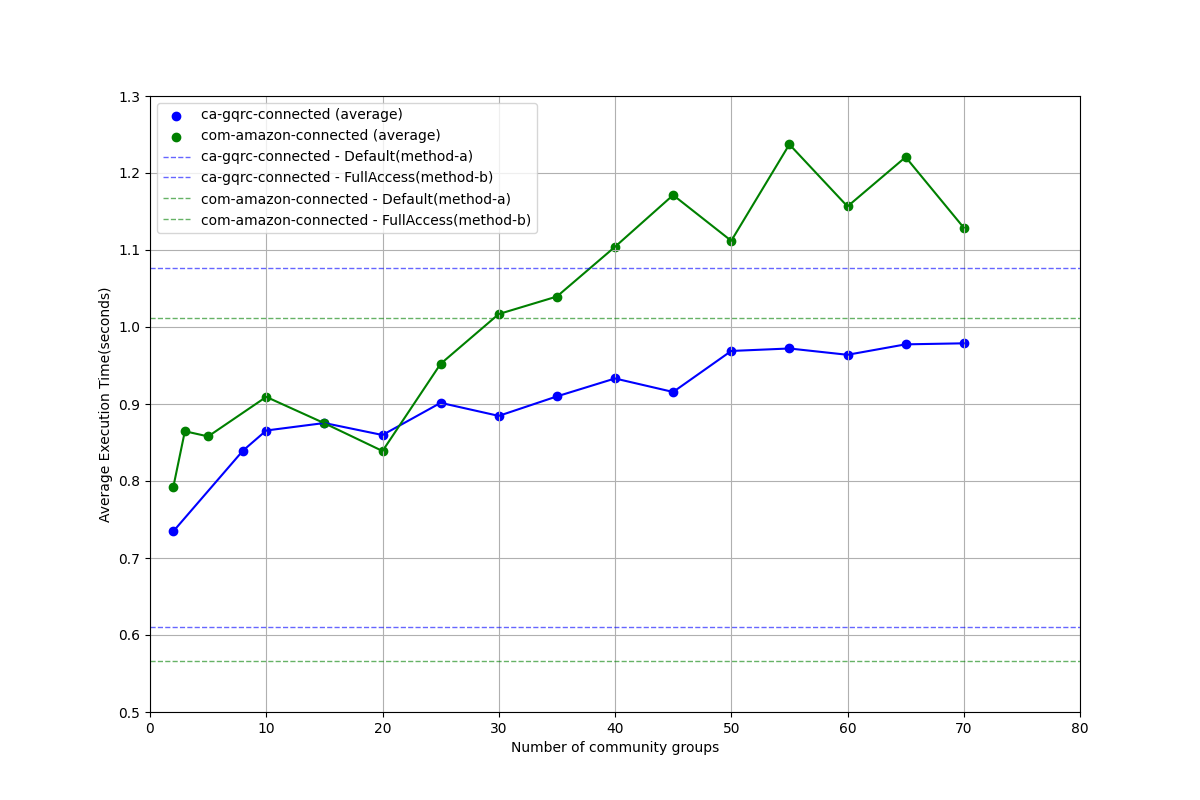 1.3
1.2
1.1
1.0
0.9
0.8
0.7
0.6
0.5
Average Execution Time(seconds)
ca-gqrc-connected (average)
com-amazon-connected (average)
ca-gqrc-connected - Default(method-a)
ca-gqrc-connected - FullAccess(method-b)
com-amazon-connected - Default(method-a)
com-amazon-connected - FullAccess(method-b)
0 10 20 30 40 50 60 70 80
Number of community groups